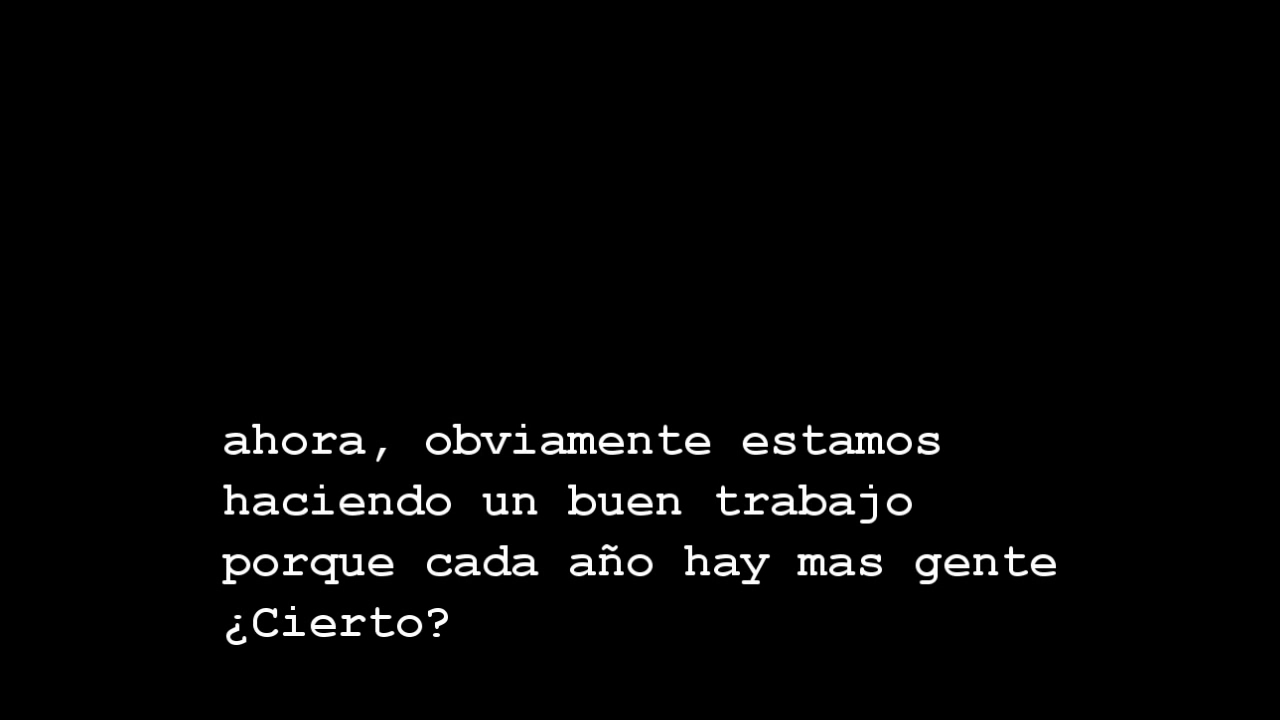 ahora, obviamente estamos
haciendo un buen trabajo
porque cada año hay mas gente
¿Cierto?